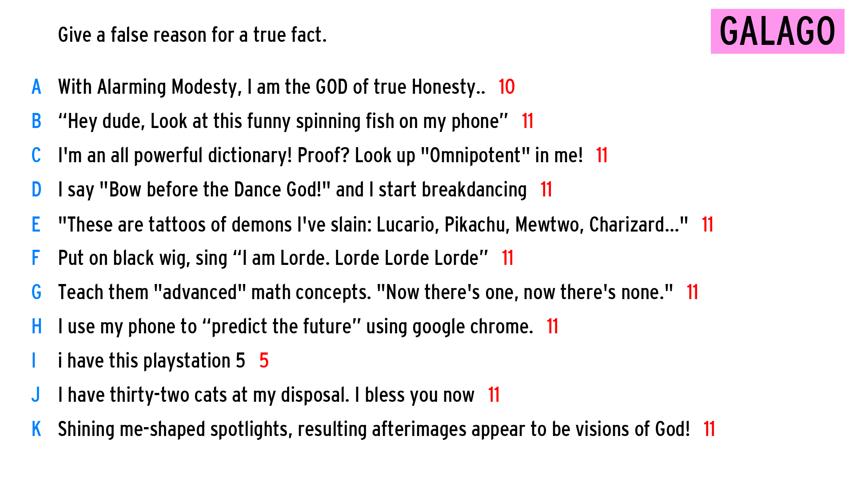 Give a false reason for a true fact.
GALAGO
A With Alarming Modesty, I am the GOD of true Honesty.. 10
B “Hey dude, Look at this funny spinning fish on my phone” 11
C I'm an all powerful dictionary! Proof? Look up "Omnipotent" in me! 11
D I say "Bow before the Dance God!" and I start breakdancing 11
E "These are tattoos of demons I've slain: Lucario, Pikachu, Mewtwo, Charizard..." 11
F Put on black wig, sing “I am Lorde. Lorde Lorde Lorde” 11
G Teach them "advanced" math concepts. "Now there's one, now there's none." 11
H I use my phone to “predict the future” using google chrome. 11
I i have this playstation 5 5
J I have thirty-two cats at my disposal. I bless you now 11
K Shining me-shaped spotlights, resulting afterimages appear to be visions of God! 11